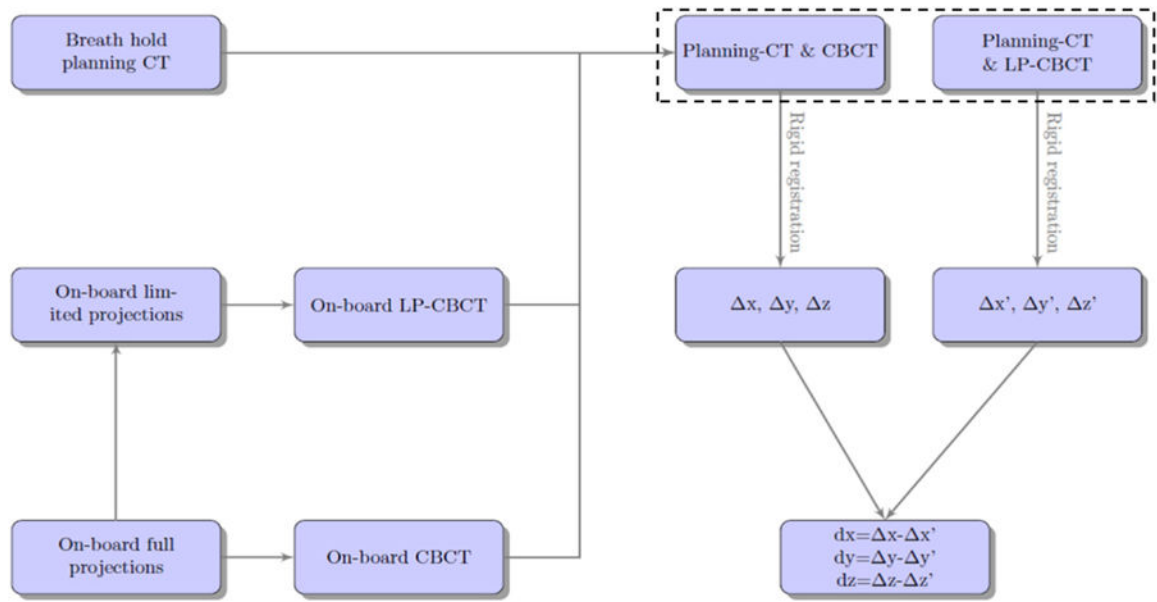 Breath hold
planning CT
Planning-CT & CBCT
Planning-CT
& LP-CBCT
Rigid registration
Rigid registration
On-board lim-
ited projections
On-board LP-CBCT
Δx, Δy, Δz
Δx', Δy', Δz'
On-board full
projections
On-board CBCT
dx=Δx-Δx'
dy=Δy-Δy'
dz=Δz-Δz'